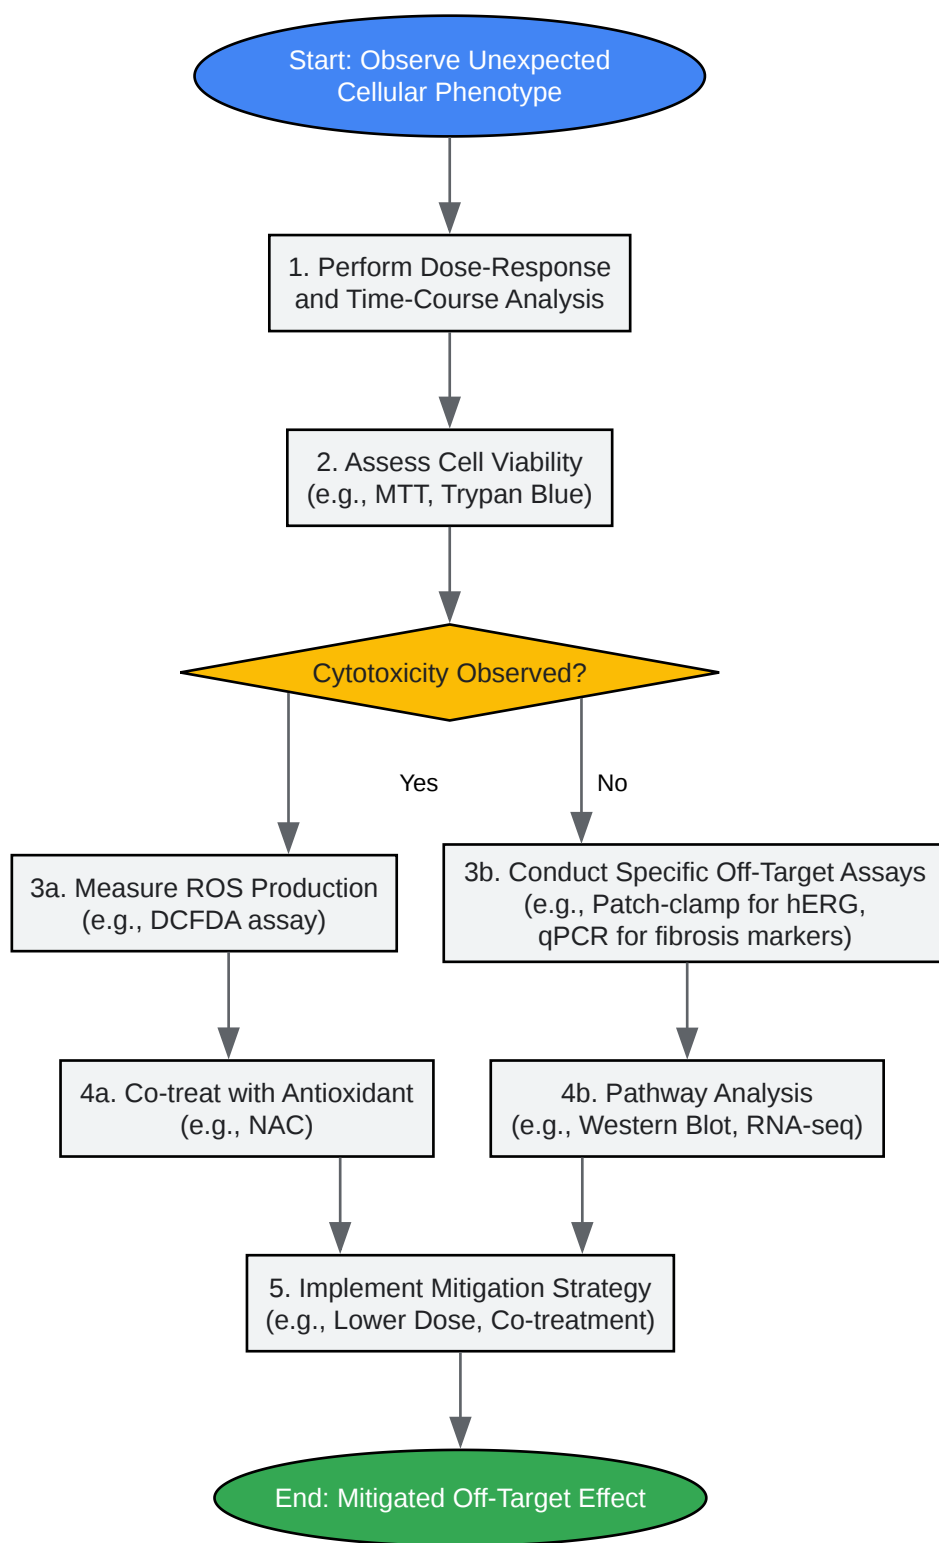 Start: Observe Unexpected
Cellular Phenotype
1. Perform Dose-Response
and Time-Course Analysis
2. Assess Cell Viability
(e.g., MTT, Trypan Blue)
Cytotoxicity Observed?
Yes
No
3a. Measure ROS Production
(e.g., DCFDA assay)
3b. Conduct Specific Off-Target Assays
(e.g., Patch-clamp for hERG,
qPCR for fibrosis markers)
4a. Co-treat with Antioxidant
(e.g., NAC)
4b. Pathway Analysis
(e.g., Western Blot, RNA-seq)
5. Implement Mitigation Strategy
(e.g., Lower Dose, Co-treatment)
End: Mitigated Off-Target Effect